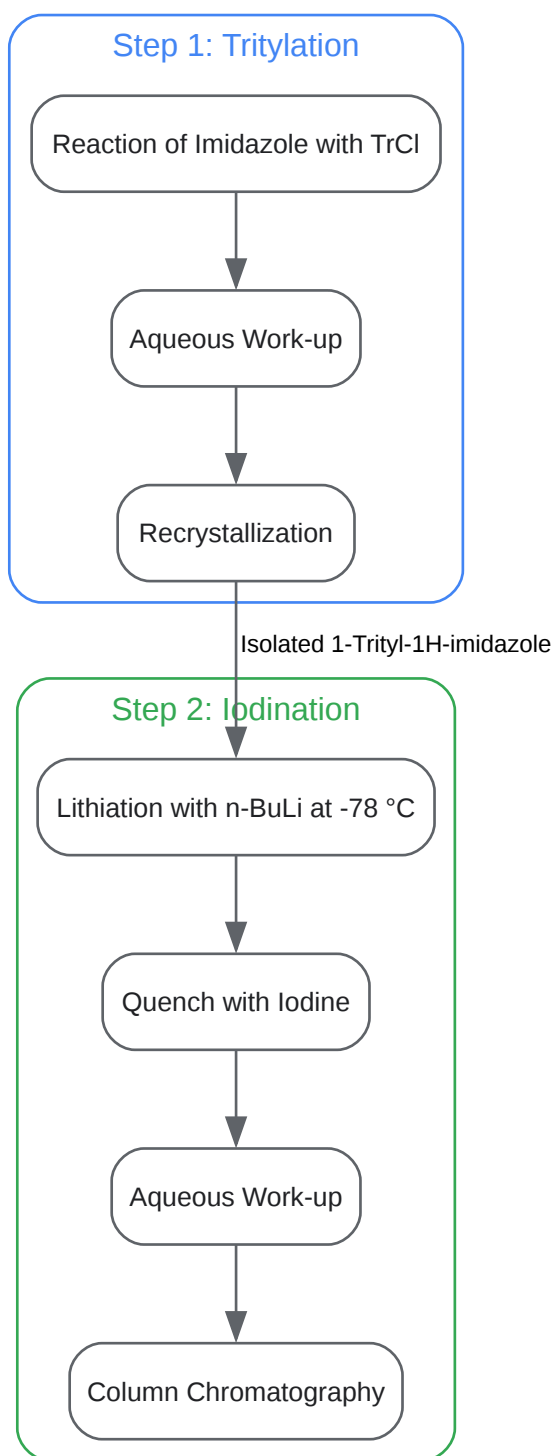 Step 1: Tritylation
Reaction of Imidazole with TrCl
Aqueous Work-up
Recrystallization
Isolated 1-Trityl-1H-imidazole
Step 2: Iodination
Lithiation with n-BuLi at -78 °C
Quench with Iodine
Aqueous Work-up
Column Chromatography